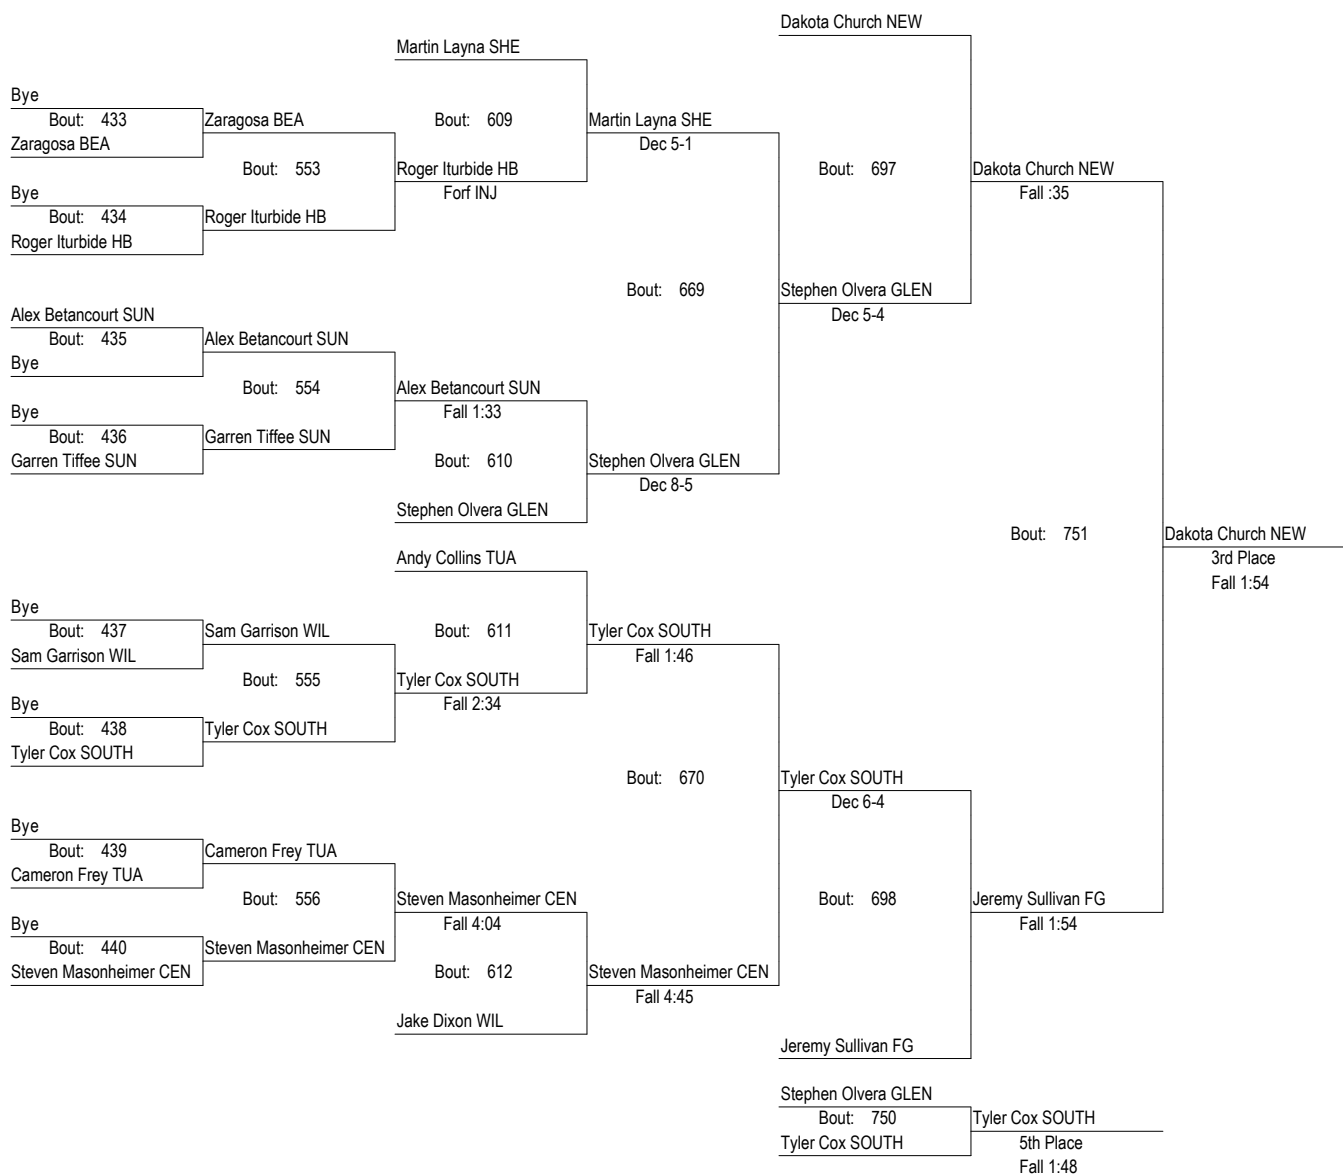 Dakota Church NEW
Martin Layna SHE
Bye
Bout: 433
Zaragosa BEA
Bout: 609
Martin Layna SHE
Zaragosa BEA
Dec 5-1
Bout: 553
Roger Iturbide HB
Bout: 697
Dakota Church NEW
Bye
Forf INJ
Fall :35
Bout: 434
Roger Iturbide HB
Roger Iturbide HB
Bout: 669
Stephen Olvera GLEN
Alex Betancourt SUN
Dec 5-4
Bout: 435
Alex Betancourt SUN
Bye
Bout: 554
Alex Betancourt SUN
Bye
Fall 1:33
Bout: 436
Garren Tiffee SUN
Garren Tiffee SUN
Bout: 610
Stephen Olvera GLEN
Dec 8-5
Stephen Olvera GLEN
Bout: 751
Dakota Church NEW
Andy Collins TUA
3rd Place
Fall 1:54
Bye
Bout: 437
Sam Garrison WIL
Bout: 611
Tyler Cox SOUTH
Sam Garrison WIL
Fall 1:46
Bout: 555
Tyler Cox SOUTH
Bye
Fall 2:34
Bout: 438
Tyler Cox SOUTH
Tyler Cox SOUTH
Bout: 670
Tyler Cox SOUTH
Dec 6-4
Bye
Bout: 439
Cameron Frey TUA
Cameron Frey TUA
Bout: 556
Steven Masonheimer CEN
Bout: 698
Jeremy Sullivan FG
Bye
Fall 4:04
Fall 1:54
Bout: 440
Steven Masonheimer CEN
Steven Masonheimer CEN
Bout: 612
Steven Masonheimer CEN
Fall 4:45
Jake Dixon WIL
Jeremy Sullivan FG
Stephen Olvera GLEN
Bout: 750
Tyler Cox SOUTH
Tyler Cox SOUTH
5th Place
Fall 1:48